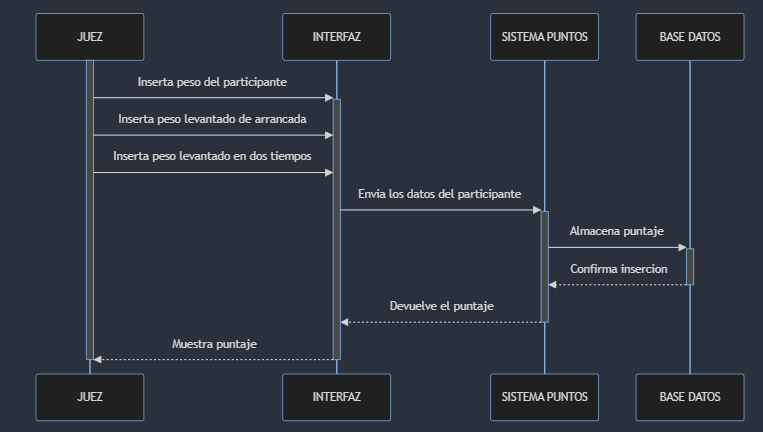 JUEZ
INTERFAZ
SISTEMA PUNTOS
BASE DATOS
Inserta peso del participante
Inserta peso levantado de arrancada
Inserta peso levantado en dos tiempos
Envia los datos del participante
Almacena puntaje
Confirma insercion
Devuelve el puntaje
Muestra puntaje
JUEZ
INTERFAZ
SISTEMA PUNTOS
BASE DATOS